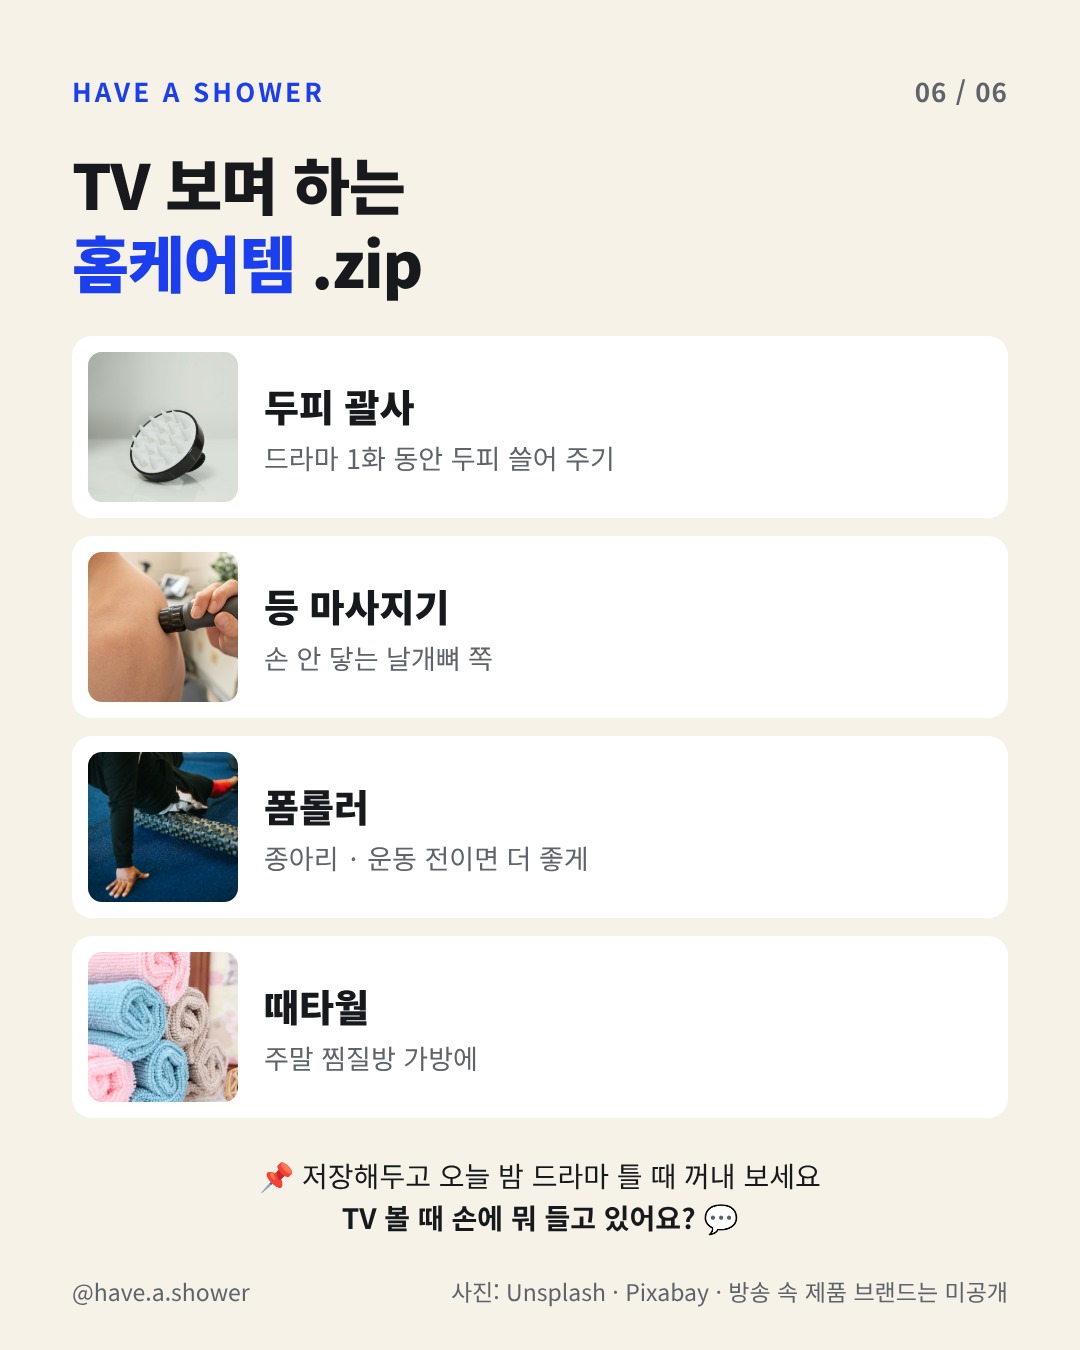 HAVE A SHOWER
06 / 06
TV 보며 하는
홈케어템 .zip
두피 괄사
드라마 1화 동안 두피 쓸어 주기
등 마사지기
손 안 닿는 날개뼈 쪽
폼롤러
종아리 · 운동 전이면 더 좋게
때타월
주말 찜질방 가방에
📌 저장해두고 오늘 밤 드라마 틀 때 꺼내 보세요
TV 볼 때 손에 뭐 들고 있어요? 💬
@have.a.shower
사진: Unsplash · Pixabay · 방송 속 제품 브랜드는 미공개